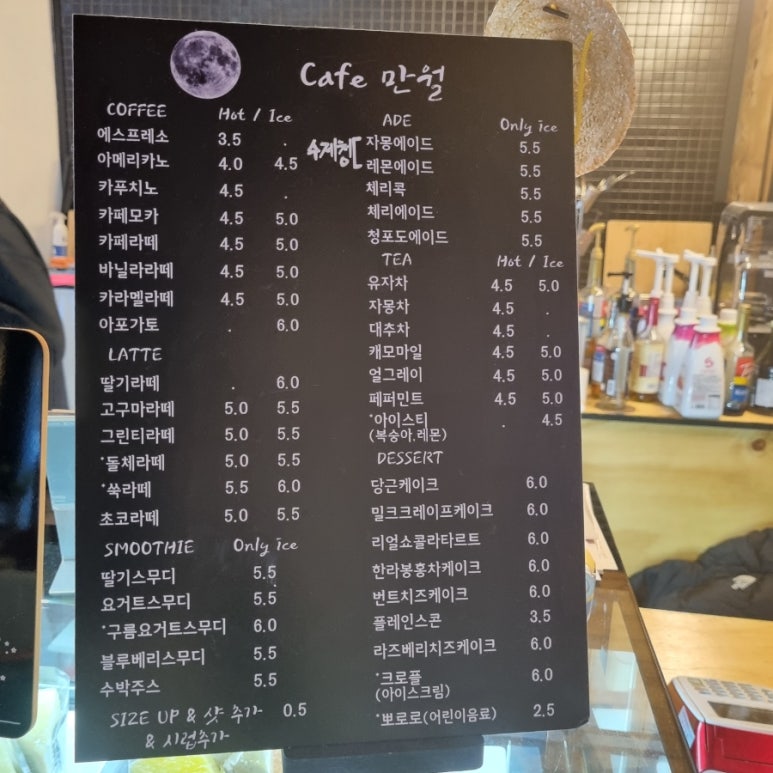 Cafe 만월
COFFEE Hot / Ice
에스프레소 3.5 .
아메리카노 4.0 4.5
카푸치노 4.5 .
카페모카 4.5 5.0
카페라떼 4.5 5.0
바닐라라떼 4.5 5.0
카라멜라떼 4.5 5.0
아포가토 . 6.0
LATTE
딸기라떼 . 6.0
고구마라떼 5.0 5.5
그린티라떼 5.0 5.5
*돌체라떼 5.0 5.5
*쑥라떼 5.5 6.0
초코라떼 5.0 5.5
SMOOTHIE Only ice
딸기스무디 5.5
요거트스무디 5.5
*구름요거트스무디 6.0
블루베리스무디 5.5
수박주스 5.5
SIZE UP & 샷 추가 0.5
& 시럽추가
ADE Only ice
수제청[
자몽에이드 5.5
레몬에이드 5.5
체리콕 5.5
체리에이드 5.5
청포도에이드 5.5
TEA Hot / Ice
유자차 4.5 5.0
자몽차 4.5 .
대추차 4.5 .
캐모마일 4.5 5.0
얼그레이 4.5 5.0
페퍼민트 4.5 5.0
*아이스티 . 4.5
(복숭아,레몬)
DESSERT
당근케이크 6.0
밀크크레이프케이크 6.0
리얼쇼콜라타르트 6.0
한라봉홍차케이크 6.0
번트치즈케이크 6.0
플레인스콘 3.5
라즈베리치즈케이크 6.0
*크로플 6.0
(아이스크림)
*뽀로로(어린이음료) 2.5